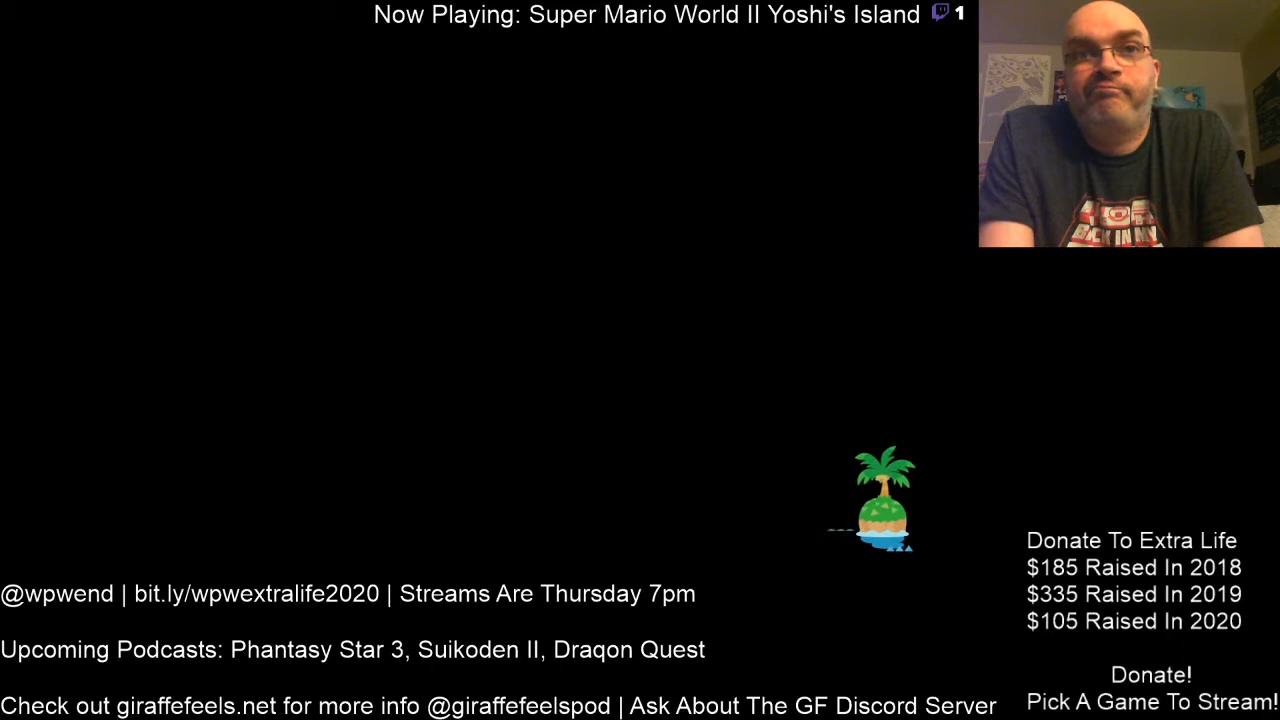 Now Playing: Super Mario World II Yoshi's Island 1
BACK IN MY
Donate To Extra Life
$185 Raised In 2018
$335 Raised In 2019
$105 Raised In 2020
@wpwend | bit.ly/wpwextralife2020 | Streams Are Thursday 7pm
Upcoming Podcasts: Phantasy Star 3, Suikoden II, Draqon Quest
Donate!
Pick A Game To Stream!
Check out giraffefeels.net for more info @giraffefeelspod | Ask About The GF Discord Server